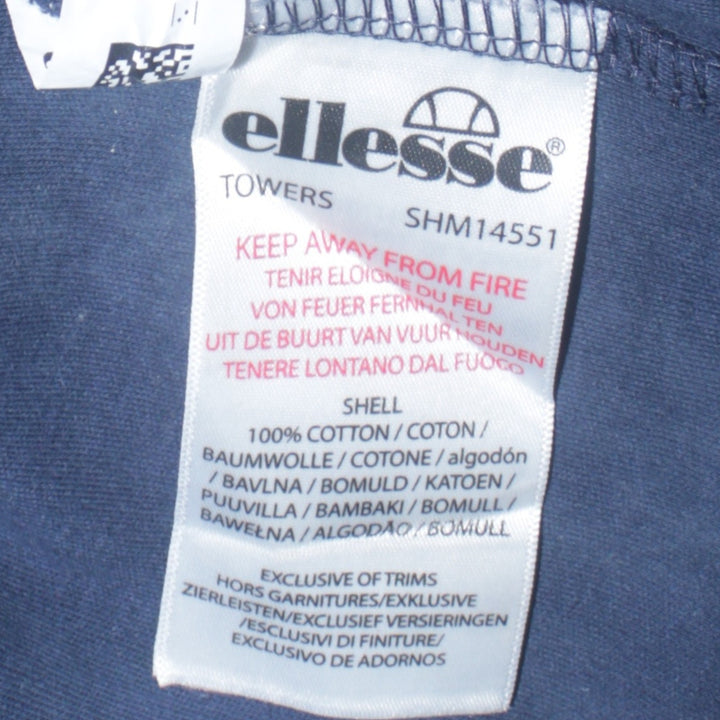 ellesse®
TOWERS SHM14551
KEEP AWAY FROM FIRE
TENIR ELOIGNE DU FEU
VON FEUER FERNHALTEN
UIT DE BUURT VAN VUUR HOUDEN
TENERE LONTANO DAL FUOCO
SHELL
100% COTTON / COTON /
BAUMWOLLE / COTONE / algodón
/ BAVLNA / BOMULD / KATOEN /
PUUVILLA / BAMBAKI / BOMULL /
BAWEŁNA / ALGODÃO / BOMULL
EXCLUSIVE OF TRIMS
HORS GARNITURES/EXKLUSIVE
ZIERLEISTEN/EXCLUSIEF VERSIERINGEN
/ESCLUSIVI DI FINITURE/
EXCLUSIVO DE ADORNOS